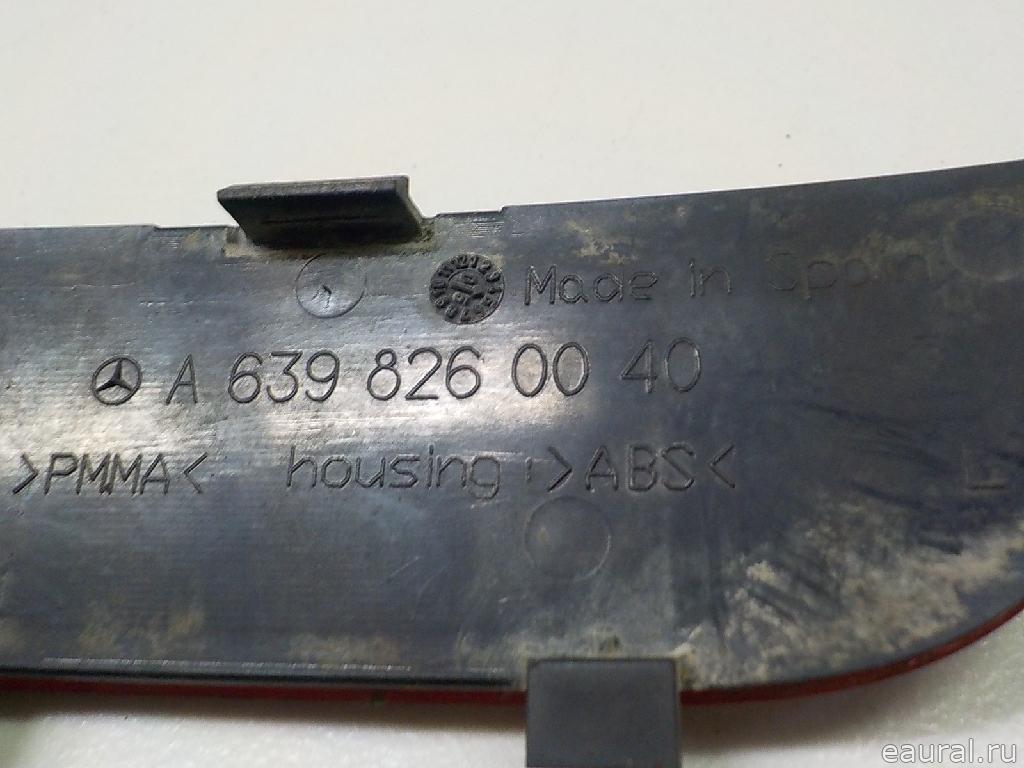 Made in Spain
A 639 826 00 40
>PMMA< housing >ABS< L
eaural.ru